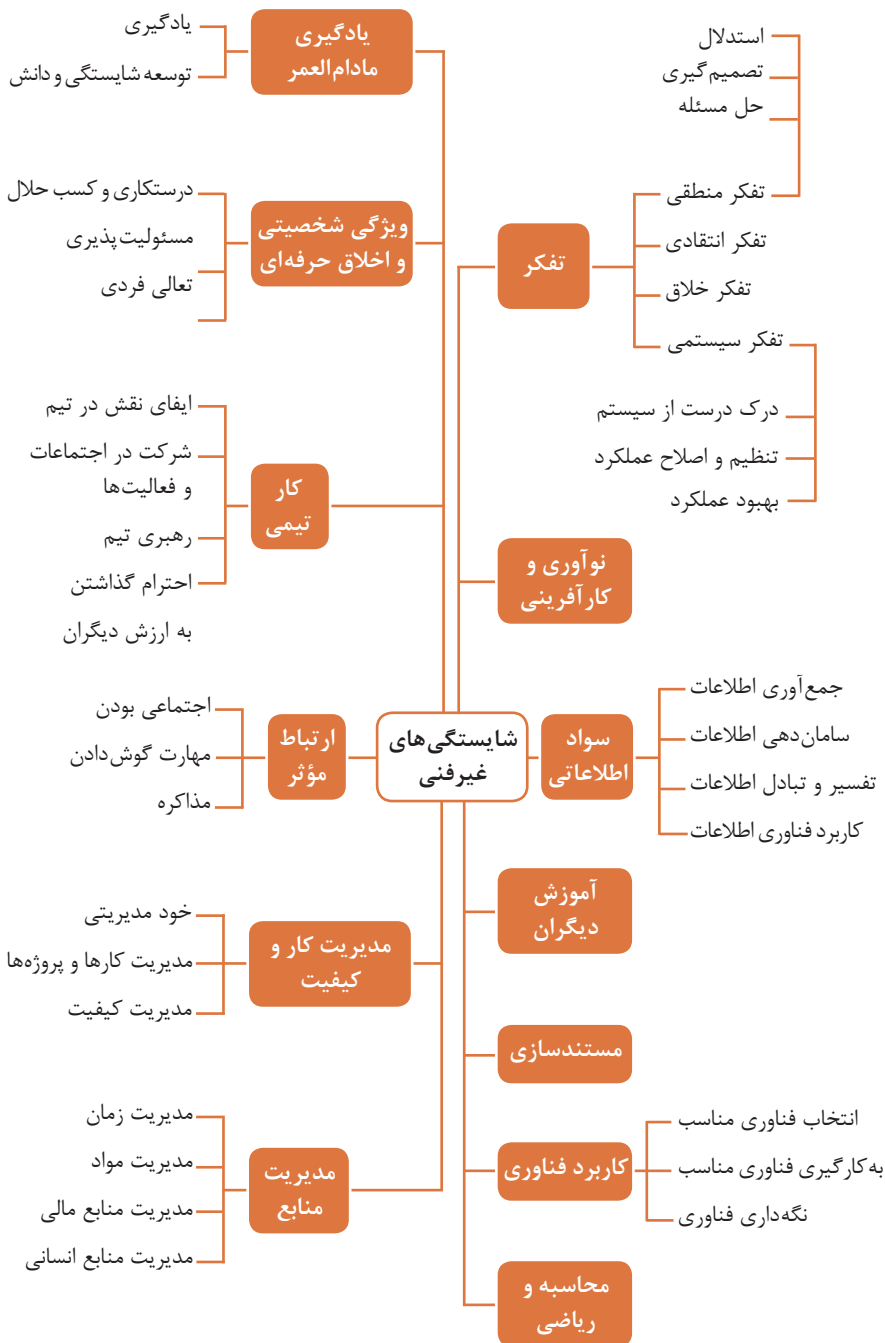 شایستگی‌های
غیرفنی
تفکر
استدلال
تصمیم‌گیری
حل مسئله
تفکر منطقی
تفکر انتقادی
تفکر خلاق
تفکر سیستمی
درک درست از سیستم
تنظیم و اصلاح عملکرد
بهبود عملکرد
نوآوری و
کارآفرینی
سواد
اطلاعاتی
جمع‌آوری اطلاعات
سامان‌دهی اطلاعات
تفسیر و تبادل اطلاعات
کاربرد فناوری اطلاعات
آموزش
دیگران
مستندسازی
کاربرد فناوری
انتخاب فناوری مناسب
به‌کارگیری فناوری مناسب
نگه‌داری فناوری
محاسبه و
ریاضی
یادگیری
مادام‌العمر
یادگیری
توسعه شایستگی و دانش
ویژگی شخصیتی
و اخلاق حرفه‌ای
درستکاری و کسب حلال
مسئولیت‌پذیری
تعالی فردی
کار
تیمی
ایفای نقش در تیم
شرکت در اجتماعات
و فعالیت‌ها
رهبری تیم
احترام گذاشتن
به ارزش دیگران
ارتباط
مؤثر
اجتماعی بودن
مهارت گوش‌دادن
مذاکره
مدیریت کار و
کیفیت
خود مدیریتی
مدیریت کارها و پروژه‌ها
مدیریت کیفیت
مدیریت
منابع
مدیریت زمان
مدیریت مواد
مدیریت منابع مالی
مدیریت منابع انسانی